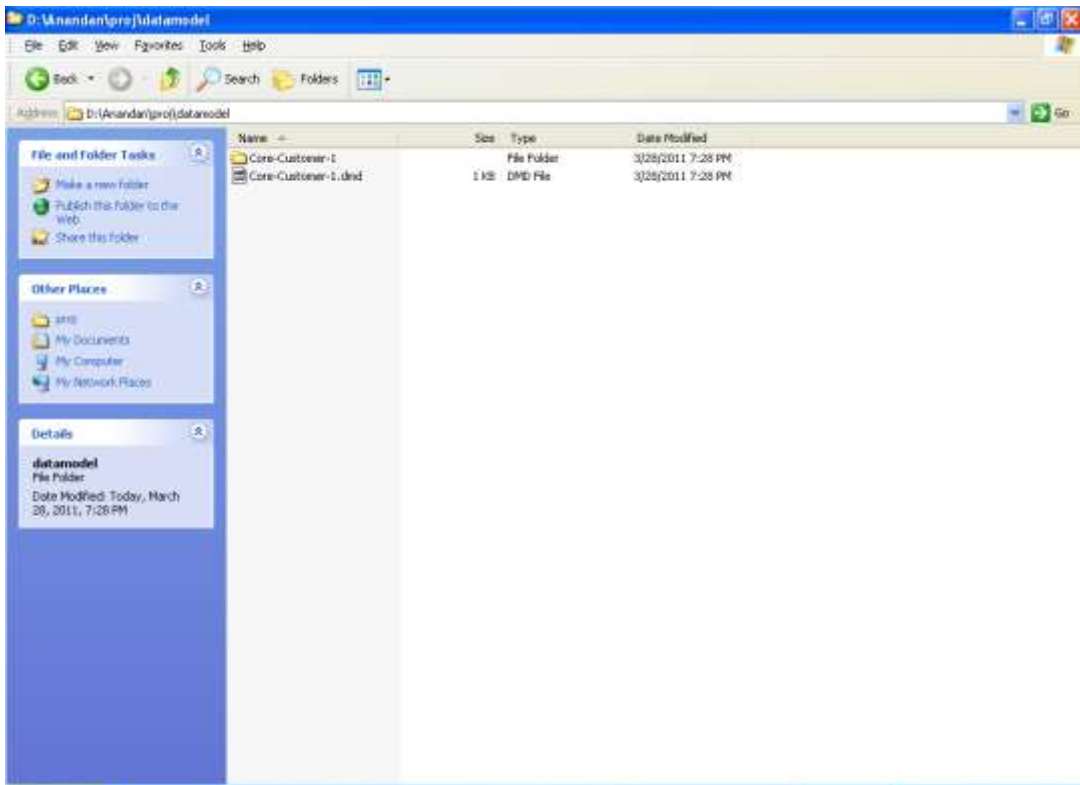 D:\Anandan\proj\datamodel
File Edit View Favorites Tools Help
Back Search Folders
Address D:\Anandan\proj\datamodel Go
Name Size Type Date Modified
Core-Customer-1 File Folder 3/28/2011 7:28 PM
Core-Customer-1.dmd 1 KB DMD File 3/28/2011 7:28 PM
File and Folder Tasks
Make a new folder
Publish this folder to the
Web
Share this folder
Other Places
My Documents
My Computer
My Network Places
Details
datamodel
File Folder
Date Modified: Today, March
28, 2011, 7:28 PM